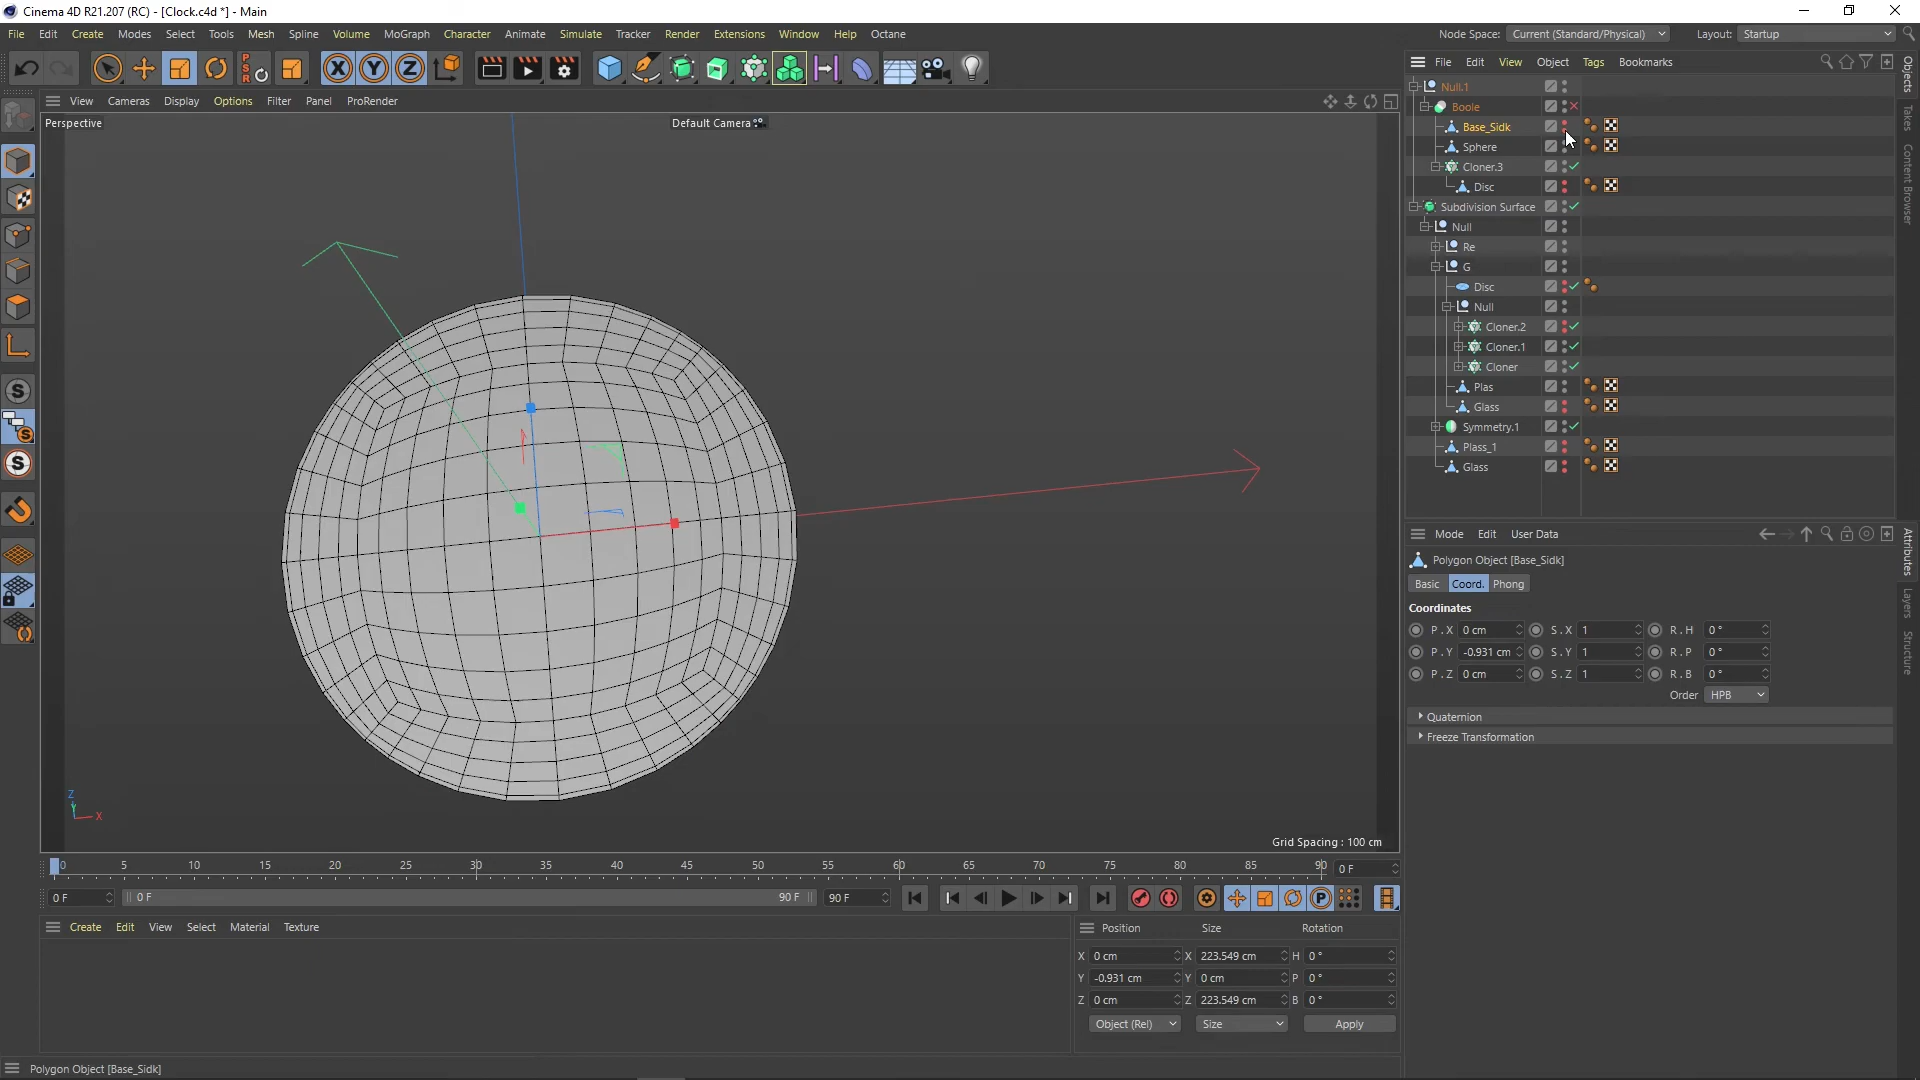 Cinema 4D R21.207 (RC) - [Clock.c4d *] - Main
File Edit Create Modes Select Tools Mesh Spline Volume MoGraph Character Animate Simulate Tracker Render Extensions Window Help Octane
Node Space: Current (Standard/Physical) Layout: Startup
View Cameras Display Options Filter Panel ProRender
File Edit View Object Tags Bookmarks
Perspective
Default Camera
Null.1
Boole
Base_Sidk
Sphere
Cloner.3
Disc
Subdivision Surface
Null
Re
G
Disc
Null
Cloner.2
Cloner.1
Cloner
Plas
Glass
Symmetry.1
Plass_1
Glass
Objects
Takes
Content Browser
Mode Edit User Data
Polygon Object [Base_Sidk]
Basic Coord. Phong
Coordinates
P . X 0 cm S . X 1 R . H 0 °
P . Y -0.931 cm S . Y 1 R . P 0 °
P . Z 0 cm S . Z 1 R . B 0 °
Order HPB
Quaternion
Freeze Transformation
Attributes
Layers
Structure
Z
Y
X
Grid Spacing : 100 cm
0 5 10 15 20 25 30 35 40 45 50 55 60 65 70 75 80 85 90 0 F
0 F 0 F 90 F 90 F
Create Edit View Select Material Texture
Position Size Rotation
X 0 cm X 223.549 cm H 0 °
Y -0.931 cm Y 0 cm P 0 °
Z 0 cm Z 223.549 cm B 0 °
Object (Rel) Size Apply
Polygon Object [Base_Sidk]